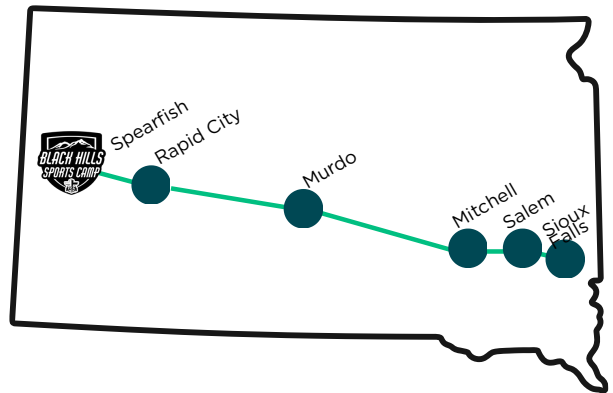 Spearfish
Rapid City
BLACK HILLS
SPORTS CAMP
Murdo
Mitchell
Salem
Sioux
Falls